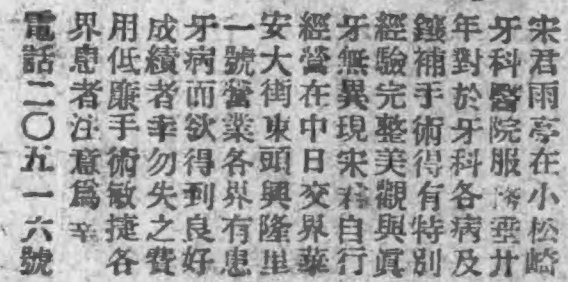 宋君雨亭在小松崎
牙科醫院服務垂廿
年對於牙科各病及
鑲補手術得有特別
經驗完整美觀與眞
牙無異現宋君自行
經營在中日交界華
安大街東頭興隆里
一號營業各界有患
牙病而欲得到良好
成績者幸勿失之費
用低廉手術敏捷各
界患者注意爲幸
電話二〇五一六號